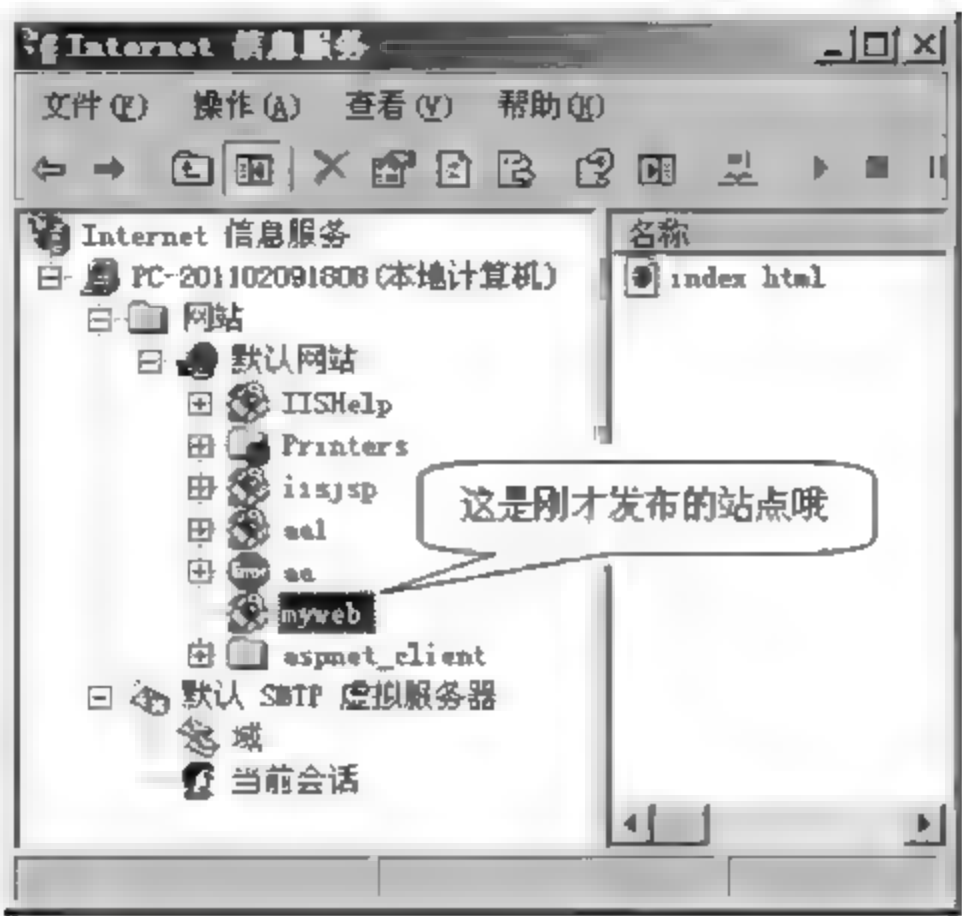 Internet 信息服务
文件(F) 操作(A) 查看(V) 帮助(H)
Internet 信息服务
名称
PC-201102091608(本地计算机)
index html
网站
默认网站
IISHelp
Printers
iisjsp
这是刚才发布的站点哦
aa1
Error
aa
myweb
aspnet_client
默认 SMTP 虚拟服务器
域
当前会话